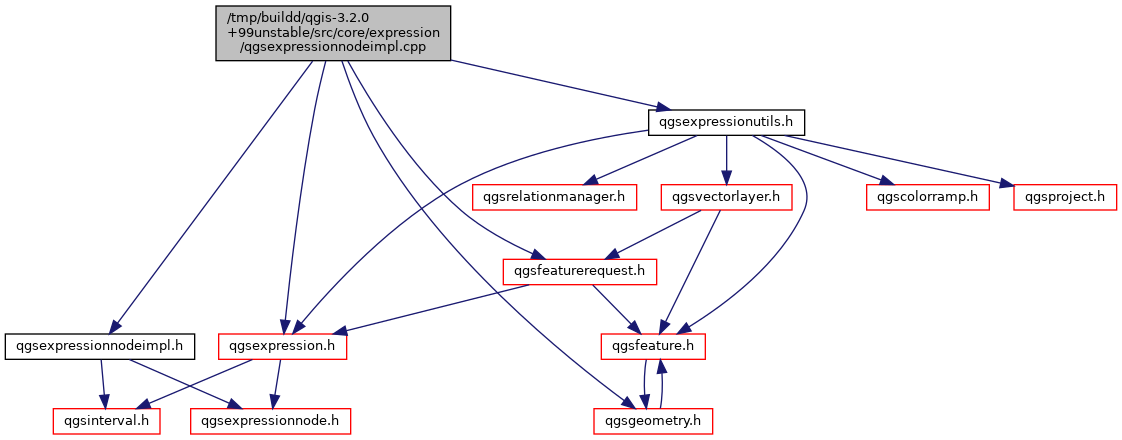 /tmp/buildd/qgis-3.2.0
+99unstable/src/core/expression
/qgsexpressionnodeimpl.cpp
qgsexpressionutils.h
qgsrelationmanager.h
qgsvectorlayer.h
qgscolorramp.h
qgsproject.h
qgsfeaturerequest.h
qgsexpressionnodeimpl.h
qgsexpression.h
qgsfeature.h
qgsinterval.h
qgsexpressionnode.h
qgsgeometry.h